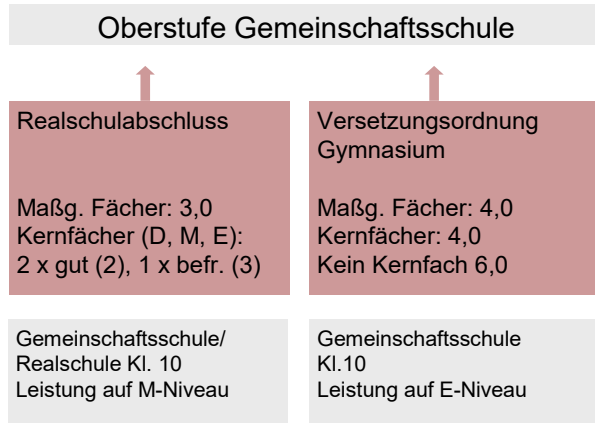 Oberstufe Gemeinschaftsschule
Realschulabschluss
Maßg. Fächer: 3,0
Kernfächer (D, M, E):
2 x gut (2), 1 x befr. (3)
Versetzungsordnung
Gymnasium
Maßg. Fächer: 4,0
Kernfächer: 4,0
Kein Kernfach 6,0
Gemeinschaftsschule/
Realschule Kl. 10
Leistung auf M-Niveau
Gemeinschaftsschule
Kl.10
Leistung auf E-Niveau